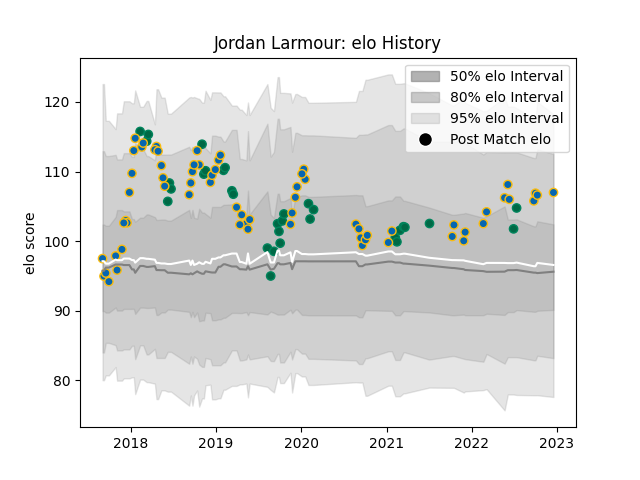 Jordan Larmour: elo History
50% elo Interval
80% elo Interval
95% elo Interval
Post Match elo
elo score
120
110
100
90
80
2018
2019
2020
2021
2022
2023